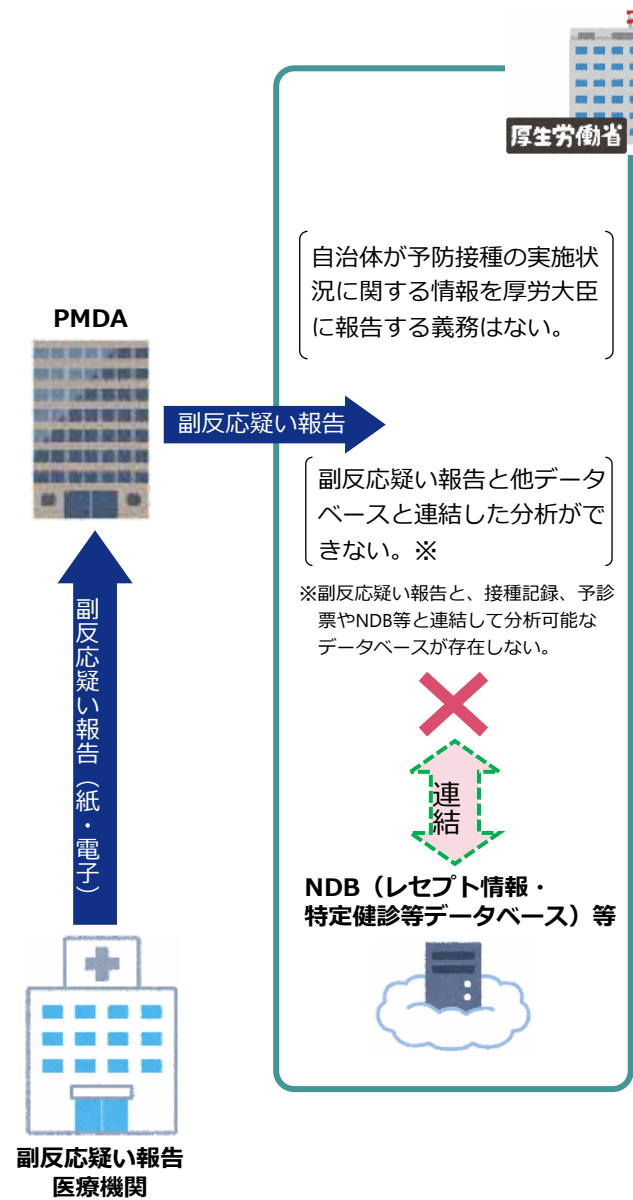 厚生労働省
自治体が予防接種の実施状
況に関する情報を厚労大臣
に報告する義務はない。
PMDA
副反応疑い報告
副反応疑い報告と他データ
ベースと連結した分析がで
きない。※
※副反応疑い報告と、接種記録、予診
票やNDB等と連結して分析可能な
データベースが存在しない。
副反応疑い報告（紙・電子）
連結
NDB（レセプト情報・
特定健診等データベース）等
副反応疑い報告
医療機関